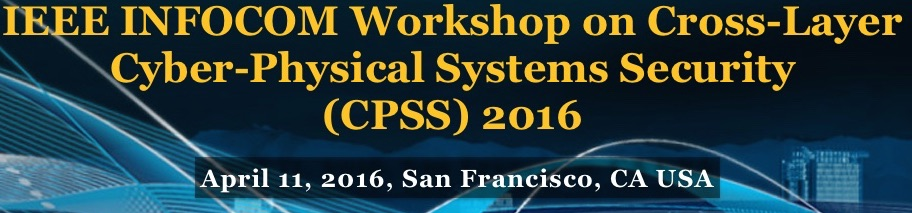 IEEE INFOCOM Workshop on Cross-Layer
Cyber-Physical Systems Security
(CPSS) 2016
April 11, 2016, San Francisco, CA USA